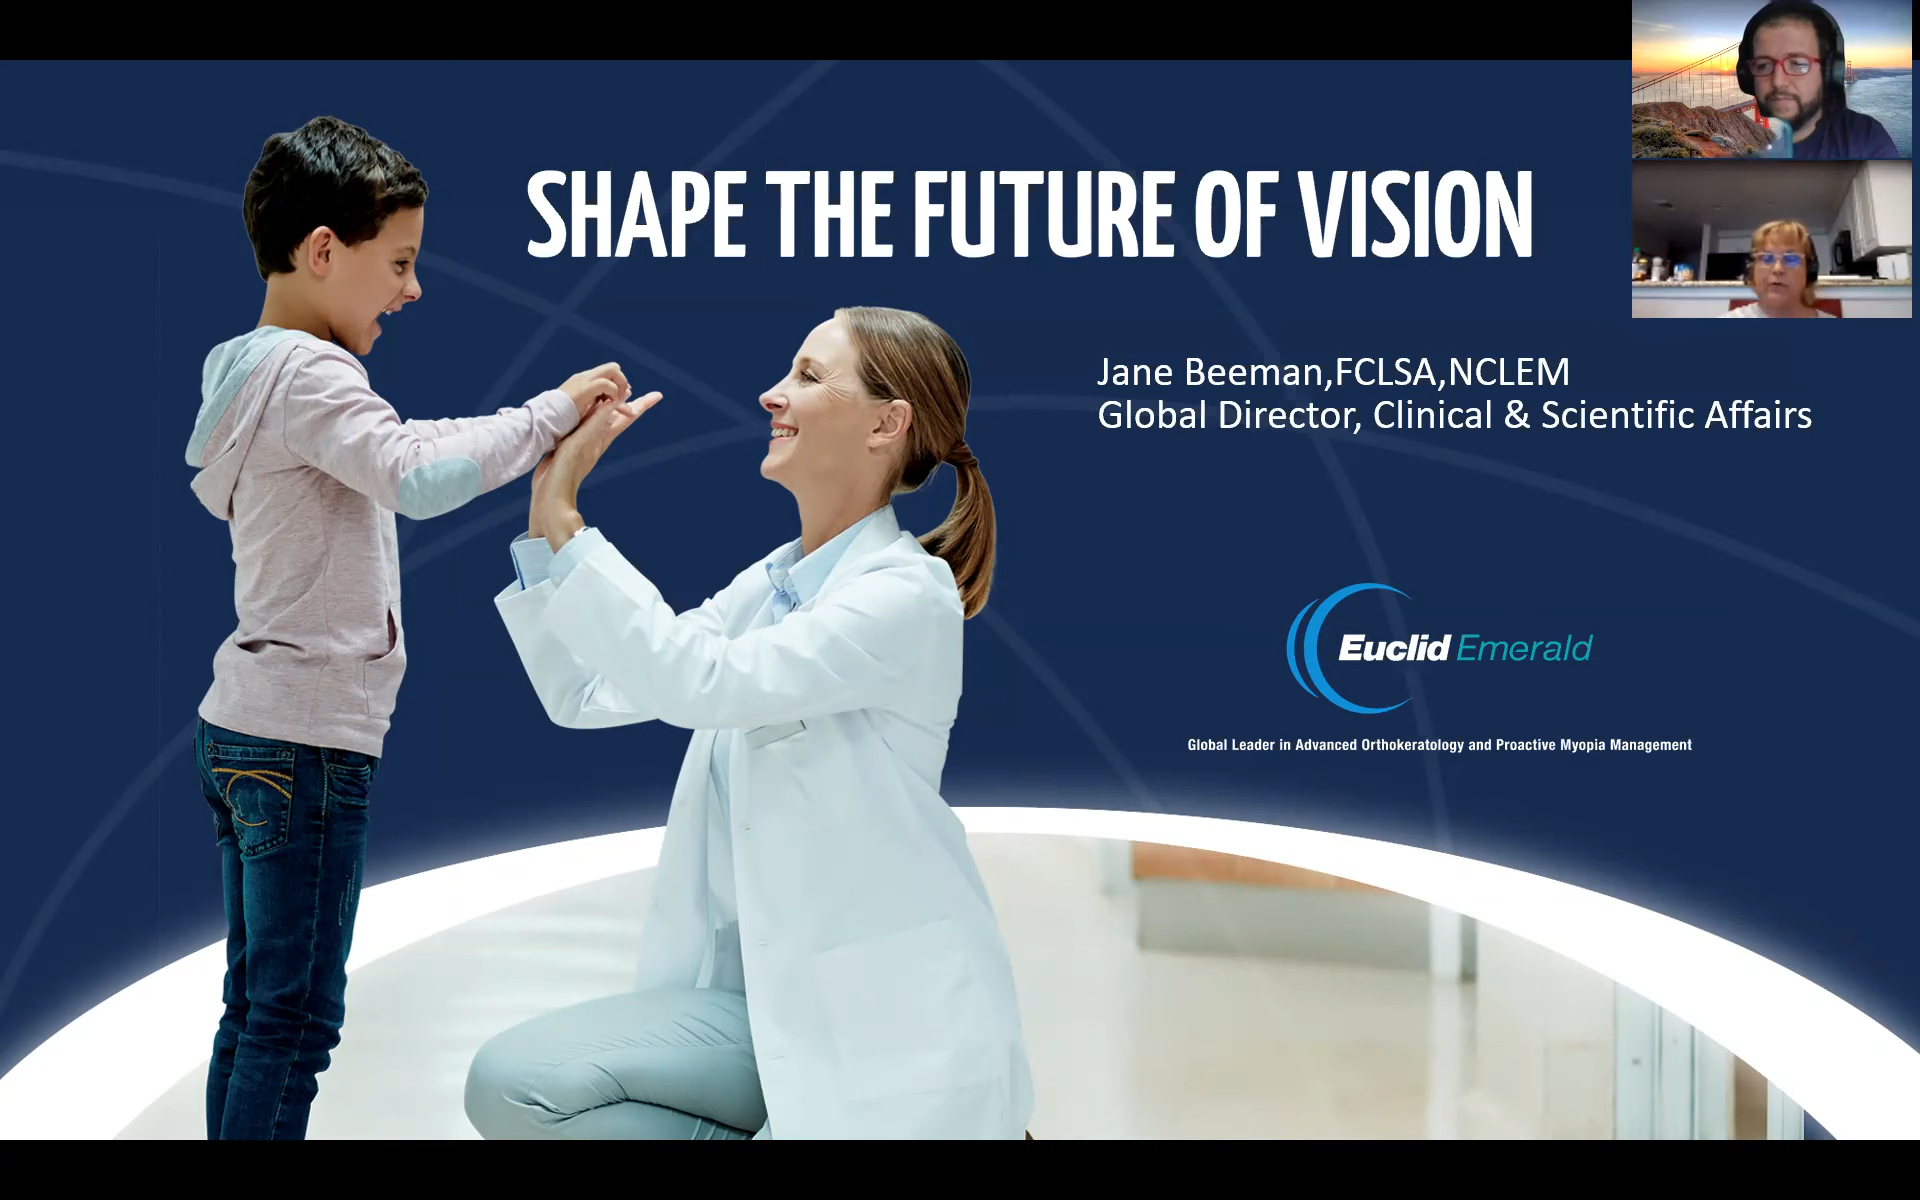 SHAPE THE FUTURE OF VISION
Jane Beeman,FCLSA,NCLEM
Global Director, Clinical & Scientific Affairs
Euclid Emerald
Global Leader in Advanced Orthokeratology and Proactive Myopia Management